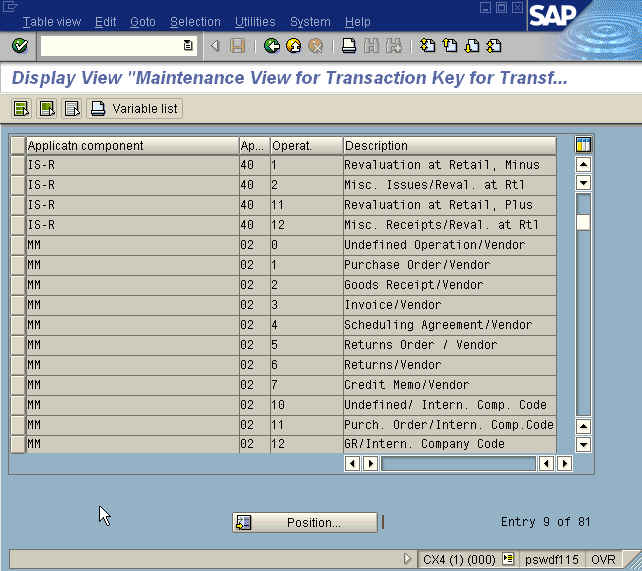 Table view Edit Goto Selection Utilities System Help
SAP
Display View "Maintenance View for Transaction Key for Transf...
Variable list
Applicatn component Ap... Operat. Description
IS-R 40 1 Revaluation at Retail, Minus
IS-R 40 2 Misc. Issues/Reval. at Rtl
IS-R 40 11 Revaluation at Retail, Plus
IS-R 40 12 Misc. Receipts/Reval. at Rtl
MM 02 0 Undefined Operation/Vendor
MM 02 1 Purchase Order/Vendor
MM 02 2 Goods Receipt/Vendor
MM 02 3 Invoice/Vendor
MM 02 4 Scheduling Agreement/Vendor
MM 02 5 Returns Order / Vendor
MM 02 6 Returns/Vendor
MM 02 7 Credit Memo/Vendor
MM 02 10 Undefined/ Intern. Comp. Code
MM 02 11 Purch. Order/Intern. Comp.Code
MM 02 12 GR/Intern. Company Code
Position... Entry 9 of 81
CX4 (1) (000) pswdf115 OVR